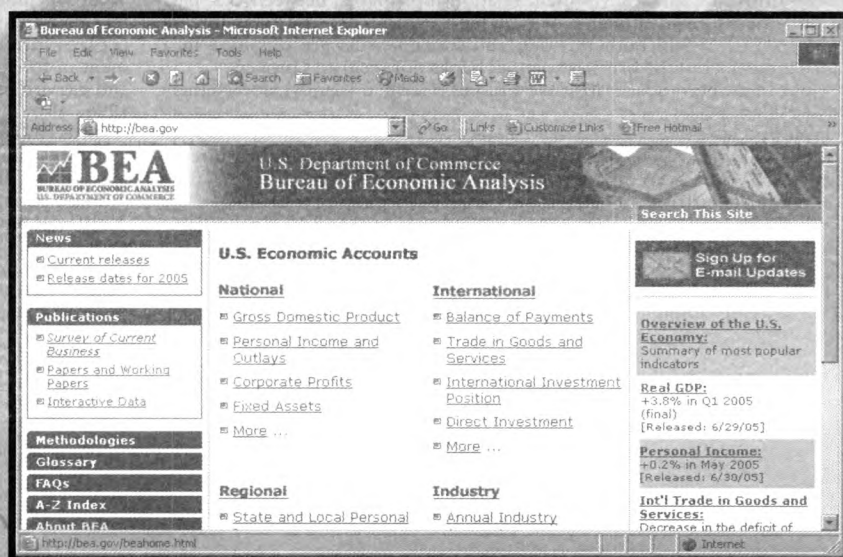 Bureau of Economic Analysis - Microsoft Internet Explorer
File Edit View Favorites Tools Help
Back Search Favorites Media
Address http://bea.gov Go Links Customize Links Free Hotmail
BEA
BUREAU OF ECONOMIC ANALYSIS
U.S. DEPARTMENT OF COMMERCE
U.S. Department of Commerce
Bureau of Economic Analysis
Search This Site
News
Current releases
Release dates for 2005
Publications
Survey of Current
Business
Papers and Working
Papers
Interactive Data
Methodologies
Glossary
FAQs
A-Z Index
About BEA
U.S. Economic Accounts
National
Gross Domestic Product
Personal Income and
Outlays
Corporate Profits
Fixed Assets
More ...
International
Balance of Payments
Trade in Goods and
Services
International Investment
Position
Direct Investment
More ...
Regional
State and Local Personal
Industry
Annual Industry
Sign Up for
E-mail Updates
Overview of the U.S.
Economy:
Summary of most popular
indicators
Real GDP:
+3.8% in Q1 2005
(final)
[Released: 6/29/05]
Personal Income:
+0.2% in May 2005
[Released: 6/30/05]
Int'l Trade in Goods and
Services:
Decrease in the deficit of
http://bea.gov/beahome.html
Internet